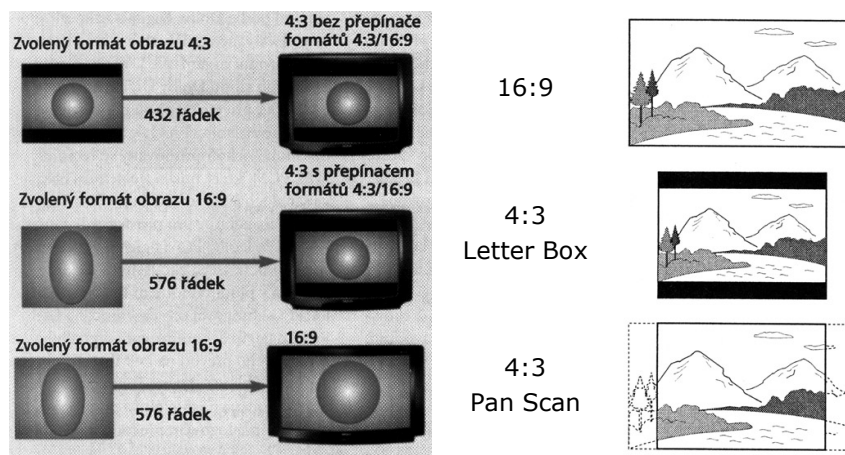 Zvolený formát obrazu 4:3
432 řádek
4:3 bez přepínače
formátů 4:3/16:9
Zvolený formát obrazu 16:9
576 řádek
4:3 s přepínačem
formátů 4:3/16:9
Zvolený formát obrazu 16:9
576 řádek
16:9
16:9
4:3
Letter Box
4:3
Pan Scan